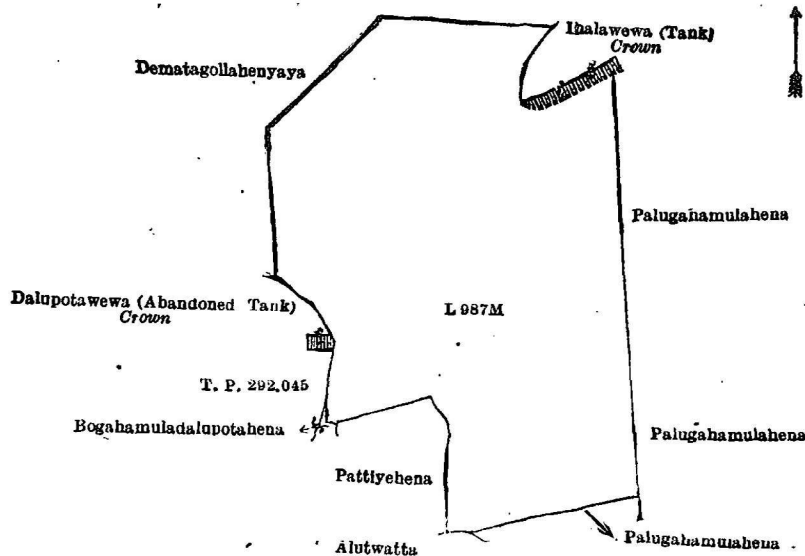 Ihalawewa (Tank)
Crown
Dematagollahenyaya
Palugahamulahena
Dalupotawewa (Abandoned Tank)
Crown
L 987M
T. P. 292,045
Bogahamuladalupotahena
Palugahamulahena
Pattiyehena
Palugahamulahena
Alutwatta